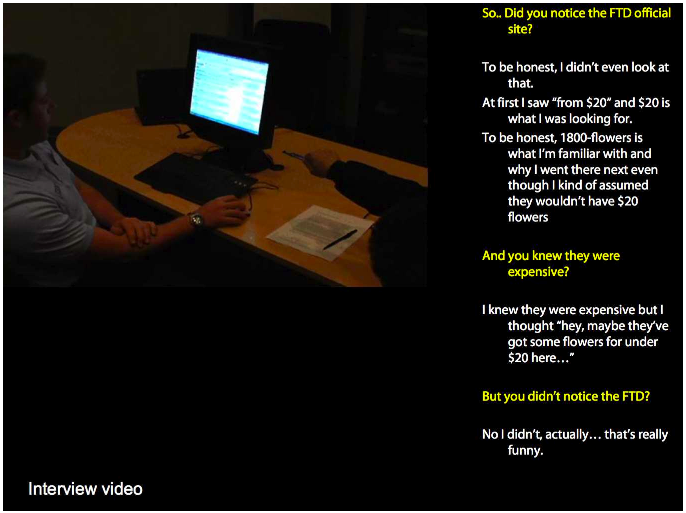 So.. Did you notice the FTD official
site?
To be honest, I didn't even look at
that.
At first I saw "from $20" and $20 is
what I was looking for.
To be honest, 1800-flowers is
what I'm familiar with and
why I went there next even
though I kind of assumed
they wouldn't have $20
flowers
And you knew they were
expensive?
I knew they were expensive but I
thought "hey, maybe they've
got some flowers for under
$20 here…"
But you didn't notice the FTD?
No I didn't, actually… that's really
funny.
Interview video